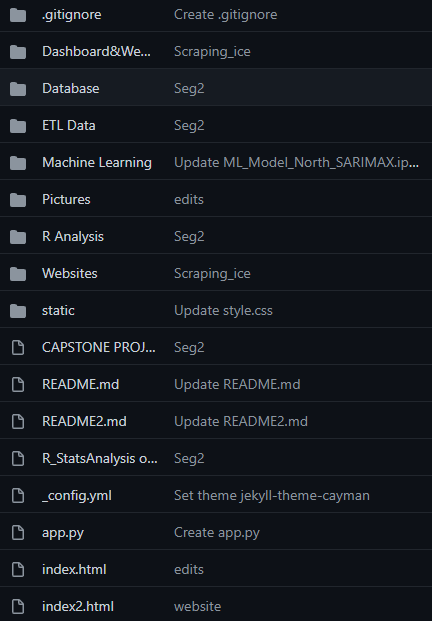 .gitignore Create .gitignore
Dashboard&We... Scraping_ice
Database Seg2
ETL Data Seg2
Machine Learning Update ML_Model_North_SARIMAX.ip...
Pictures edits
R Analysis Seg2
Websites Scraping_ice
static Update style.css
CAPSTONE PROJ... Seg2
README.md Update README.md
README2.md Update README2.md
R_StatsAnalysis o... Seg2
_config.yml Set theme jekyll-theme-cayman
app.py Create app.py
index.html edits
index2.html website